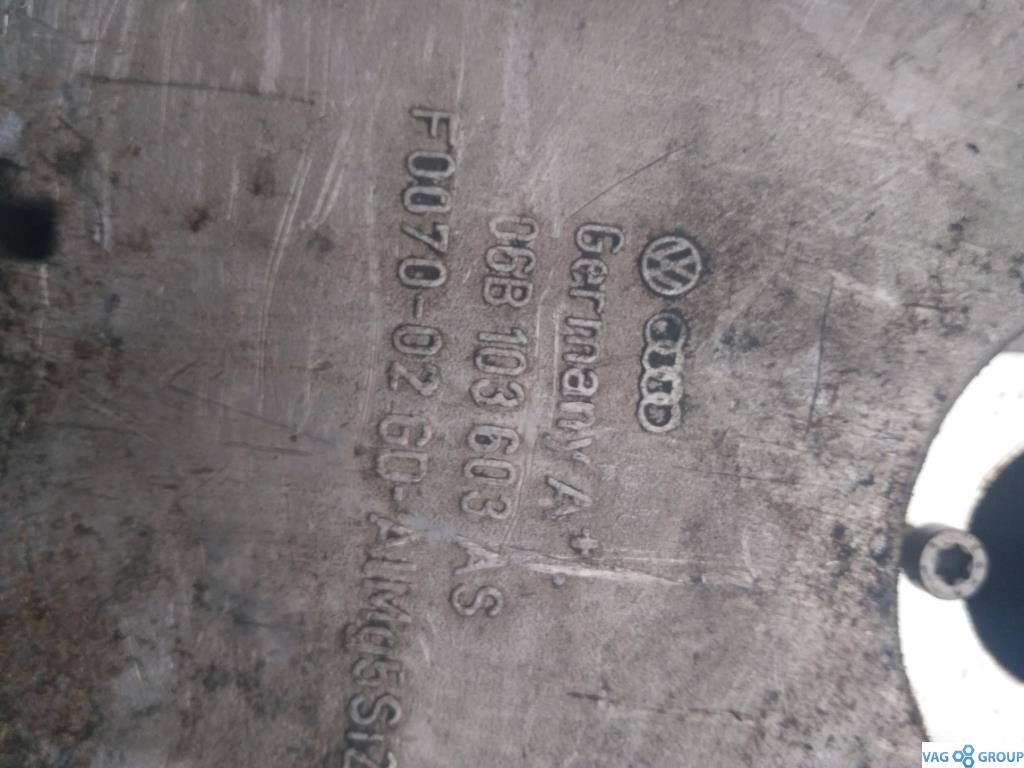 Germany A +
06B 103 603 AS
F0070-02 GD-AlMg5Si2
VAG GROUP